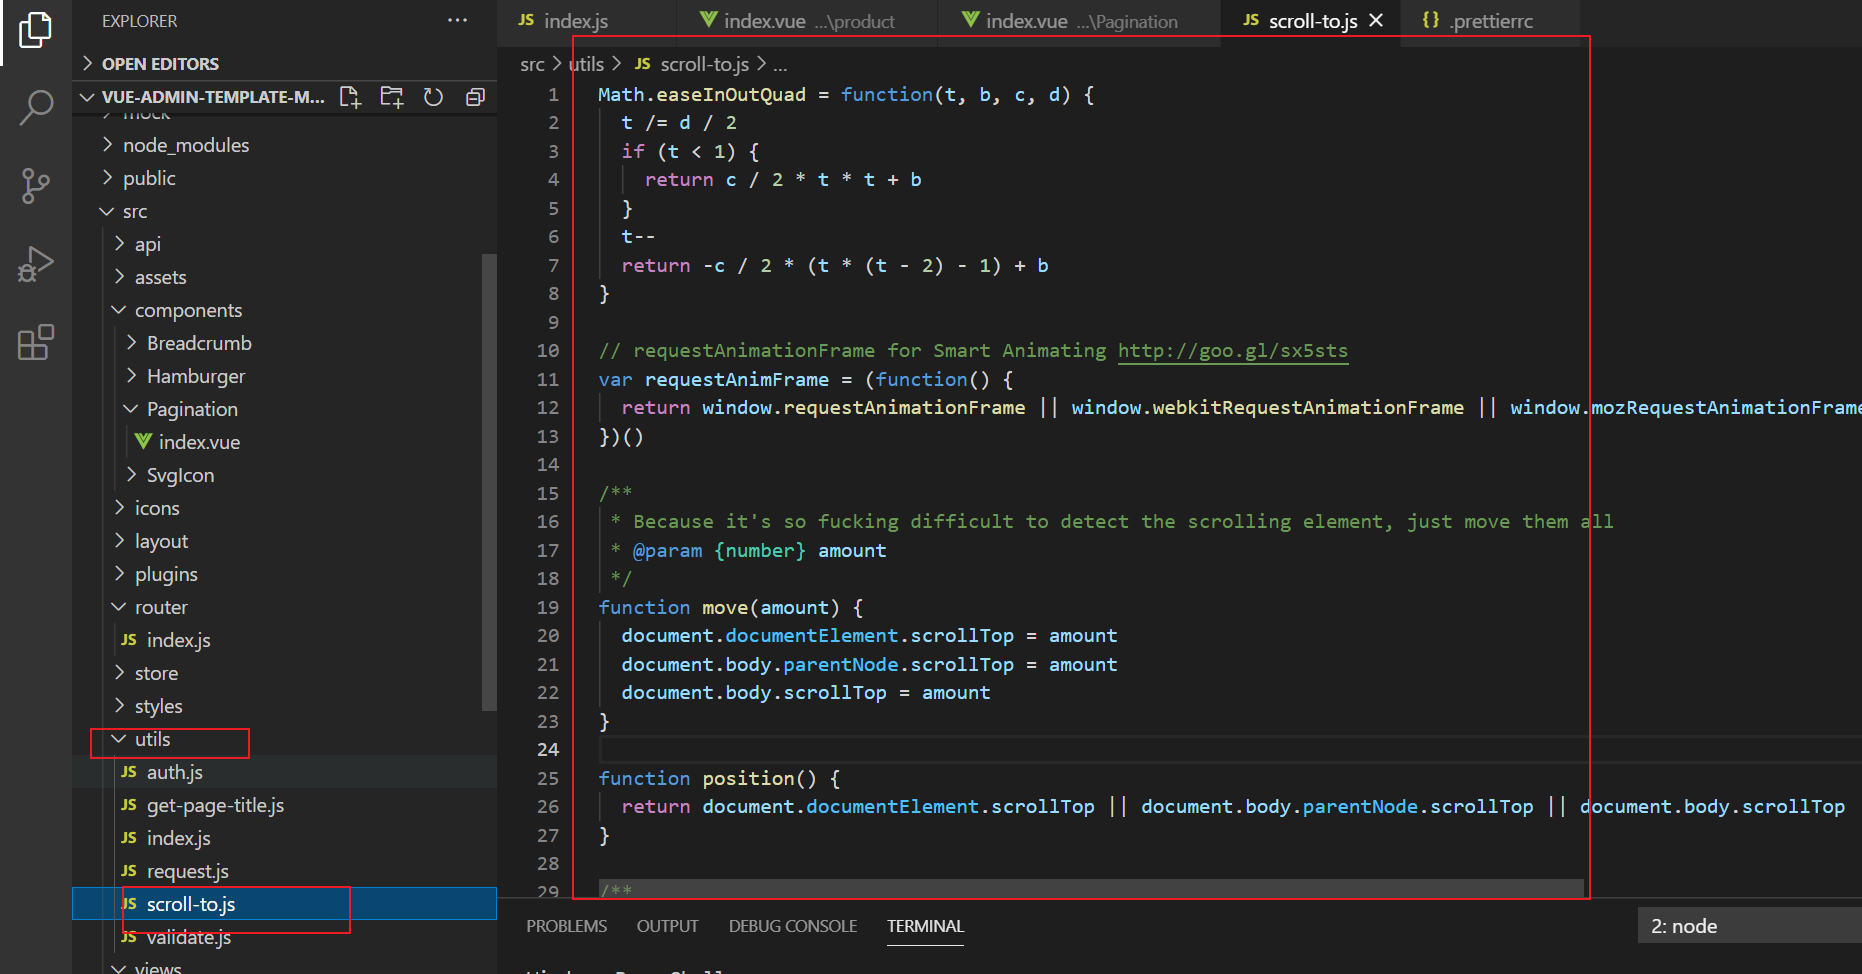 EXPLORER
OPEN EDITORS
VUE-ADMIN-TEMPLATE-M...
mock
node_modules
public
src
api
assets
components
Breadcrumb
Hamburger
Pagination
index.vue
SvgIcon
icons
layout
plugins
router
JS index.js
store
styles
utils
JS auth.js
JS get-page-title.js
JS index.js
JS request.js
JS scroll-to.js
JS validate.js
views
JS index.js
index.vue ...\product
index.vue ...\Pagination
JS scroll-to.js
{} .prettierrc
src > utils > JS scroll-to.js > ...
1 Math.easeInOutQuad = function(t, b, c, d) {
2 t /= d / 2
3 if (t < 1) {
4 return c / 2 * t * t + b
5 }
6 t--
7 return -c / 2 * (t * (t - 2) - 1) + b
8 }
9
10 // requestAnimationFrame for Smart Animating http://goo.gl/sx5sts
11 var requestAnimFrame = (function() {
12 return window.requestAnimationFrame || window.webkitRequestAnimationFrame || window.mozRequestAnimationFrame
13 })()
14
15 /**
16 * Because it's so fucking difficult to detect the scrolling element, just move them all
17 * @param {number} amount
18 */
19 function move(amount) {
20 document.documentElement.scrollTop = amount
21 document.body.parentNode.scrollTop = amount
22 document.body.scrollTop = amount
23 }
24
25 function position() {
26 return document.documentElement.scrollTop || document.body.parentNode.scrollTop || document.body.scrollTop
27 }
28
29 /**
PROBLEMS OUTPUT DEBUG CONSOLE TERMINAL
2: node